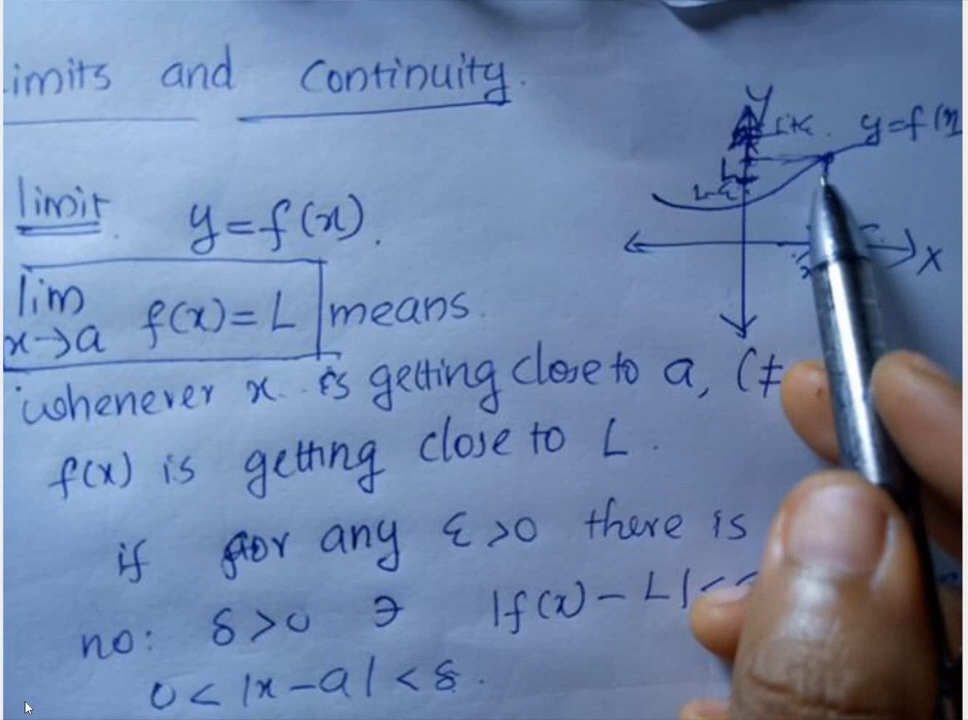 imits and Continuity.
limit. y=f(x).
lim x→a f(x)=L means.
whenever x is getting close to a, (≠
f(x) is getting close to L.
if for any ε>0 there is
no: δ>0 ∋ |f(x)-L|<
0<|x-a|<δ.
Y
L+ε
y=f(x
L
L-ε
X